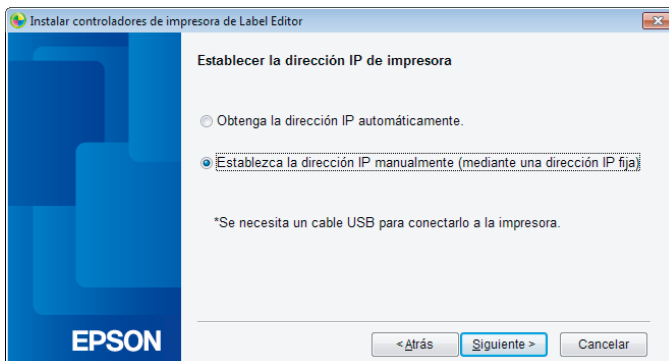 Instalar controladores de impresora de Label Editor
Establecer la dirección IP de impresora
Obtenga la dirección IP automáticamente.
Establezca la dirección IP manualmente (mediante una dirección IP fija)
*Se necesita un cable USB para conectarlo a la impresora.
EPSON
< Atrás Siguiente > Cancelar